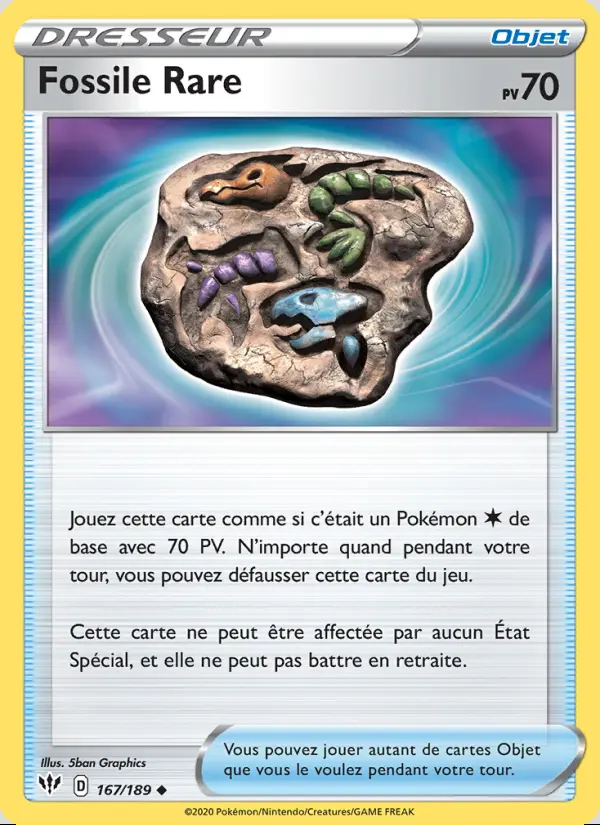 DRESSEUR Objet
Fossile Rare PV70
Jouez cette carte comme si c'était un Pokémon de
base avec 70 PV. N'importe quand pendant votre
tour, vous pouvez défausser cette carte du jeu.
Cette carte ne peut être affectée par aucun État
Spécial, et elle ne peut pas battre en retraite.
Illus. 5ban Graphics
Vous pouvez jouer autant de cartes Objet
que vous le voulez pendant votre tour.
D 167/189
©2020 Pokémon/Nintendo/Creatures/GAME FREAK